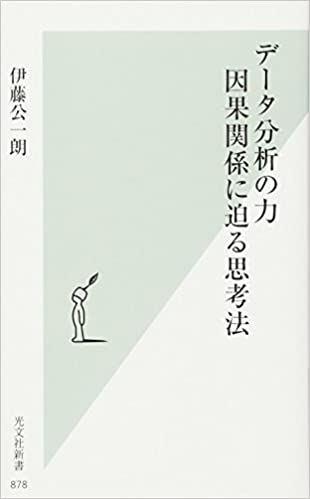 データ分析の力
因果関係に迫る思考法
伊藤公一朗
光文社新書
878